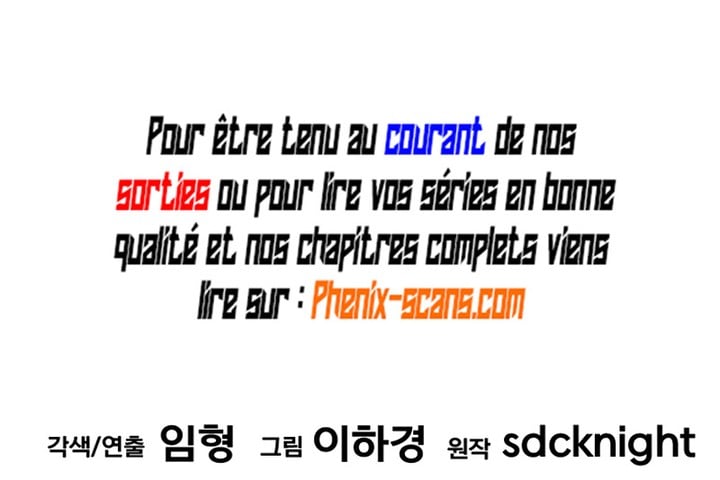 Pour être tenu au courant de nos
sorties ou pour lire vos séries en bonne
qualité et nos chapitres complets viens
lire sur : Phenix-scans.com
각색/연출 임형 그림 이하경 원작 sdcknight